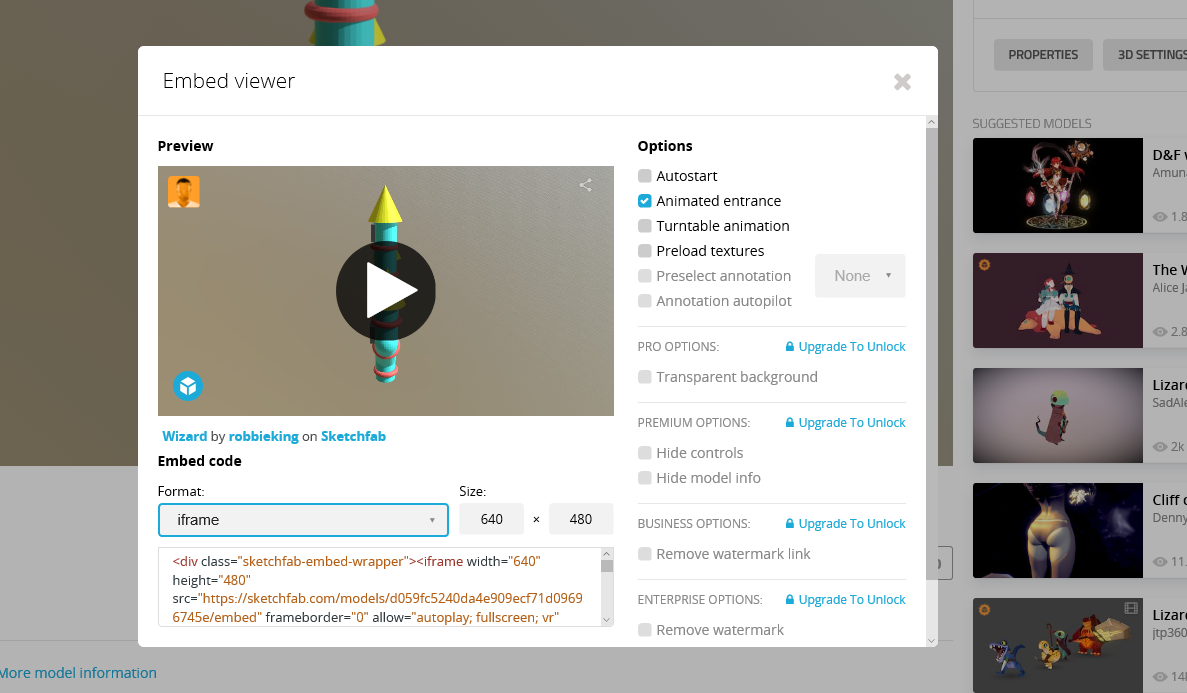 Embed viewer
Preview
Wizard by robbieking on Sketchfab
Embed code
Format:
Size:
iframe
640 × 480
<div class="sketchfab-embed-wrapper"><iframe width="640"
height="480"
src="https://sketchfab.com/models/d059fc5240da4e909ecf71d0969
6745e/embed" frameborder="0" allow="autoplay; fullscreen; vr"
Options
Autostart
Animated entrance
Turntable animation
Preload textures
Preselect annotation
None
Annotation autopilot
PRO OPTIONS:
Upgrade To Unlock
Transparent background
PREMIUM OPTIONS:
Upgrade To Unlock
Hide controls
Hide model info
BUSINESS OPTIONS:
Upgrade To Unlock
Remove watermark link
ENTERPRISE OPTIONS:
Upgrade To Unlock
Remove watermark
PROPERTIES
3D SETTINGS
SUGGESTED MODELS
D&F
Amuna
1.8
The W
Alice Ja
2.8
Lizar
SadAle
2k
Cliff
Denny
11.
Lizar
jtp360
14k
More model information